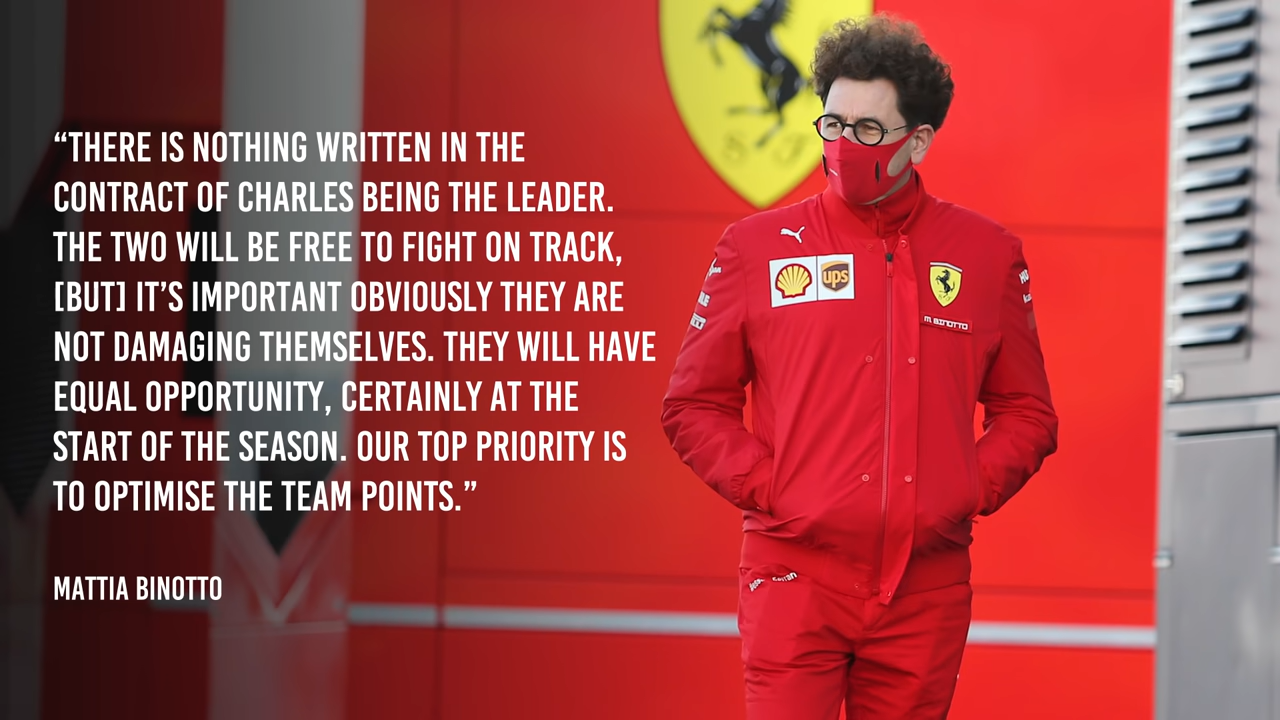 “THERE IS NOTHING WRITTEN IN THE
CONTRACT OF CHARLES BEING THE LEADER.
THE TWO WILL BE FREE TO FIGHT ON TRACK,
[BUT] IT’S IMPORTANT OBVIOUSLY THEY ARE
NOT DAMAGING THEMSELVES. THEY WILL HAVE
EQUAL OPPORTUNITY, CERTAINLY AT THE
START OF THE SEASON. OUR TOP PRIORITY IS
TO OPTIMISE THE TEAM POINTS.”
MATTIA BINOTTO
S F
ups
M. BINOTTO